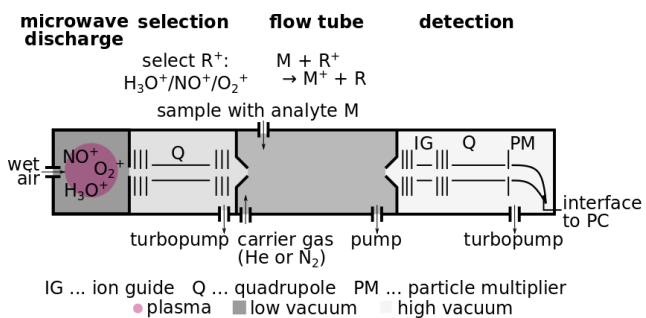 microwave discharge
selection
flow tube
detection
select R⁺:
H₃O⁺/NO⁺/O₂⁺
M + R⁺
→ M⁺ + R
sample with analyte M
wet
air
NO⁺
O₂⁺
H₃O⁺
Q
IG
Q
PM
interface
to PC
turbopump
carrier gas
(He or N₂)
pump
turbopump
IG ... ion guide   Q ... quadrupole   PM ... particle multiplier
plasma   low vacuum   high vacuum